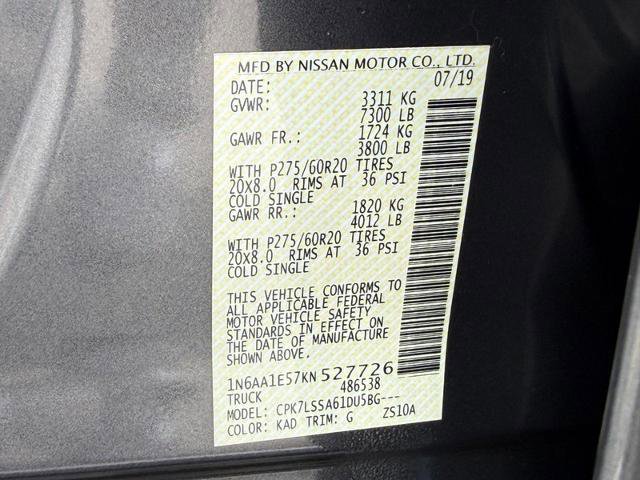 MFD BY NISSAN MOTOR CO., LTD.
DATE: 07/19
GVWR: 3311 KG
7300 LB
GAWR FR.: 1724 KG
3800 LB
WITH P275/60R20 TIRES
20X8.0 RIMS AT 36 PSI
COLD SINGLE
GAWR RR.: 1820 KG
4012 LB
WITH P275/60R20 TIRES
20X8.0 RIMS AT 36 PSI
COLD SINGLE
THIS VEHICLE CONFORMS TO
ALL APPLICABLE FEDERAL
MOTOR VEHICLE SAFETY
STANDARDS IN EFFECT ON
THE DATE OF MANUFACTURE
SHOWN ABOVE.
1N6AA1E57KN527726
TRUCK 486538
MODEL: CPK7LSSA61DU5BG---
COLOR: KAD TRIM: G ZS10A